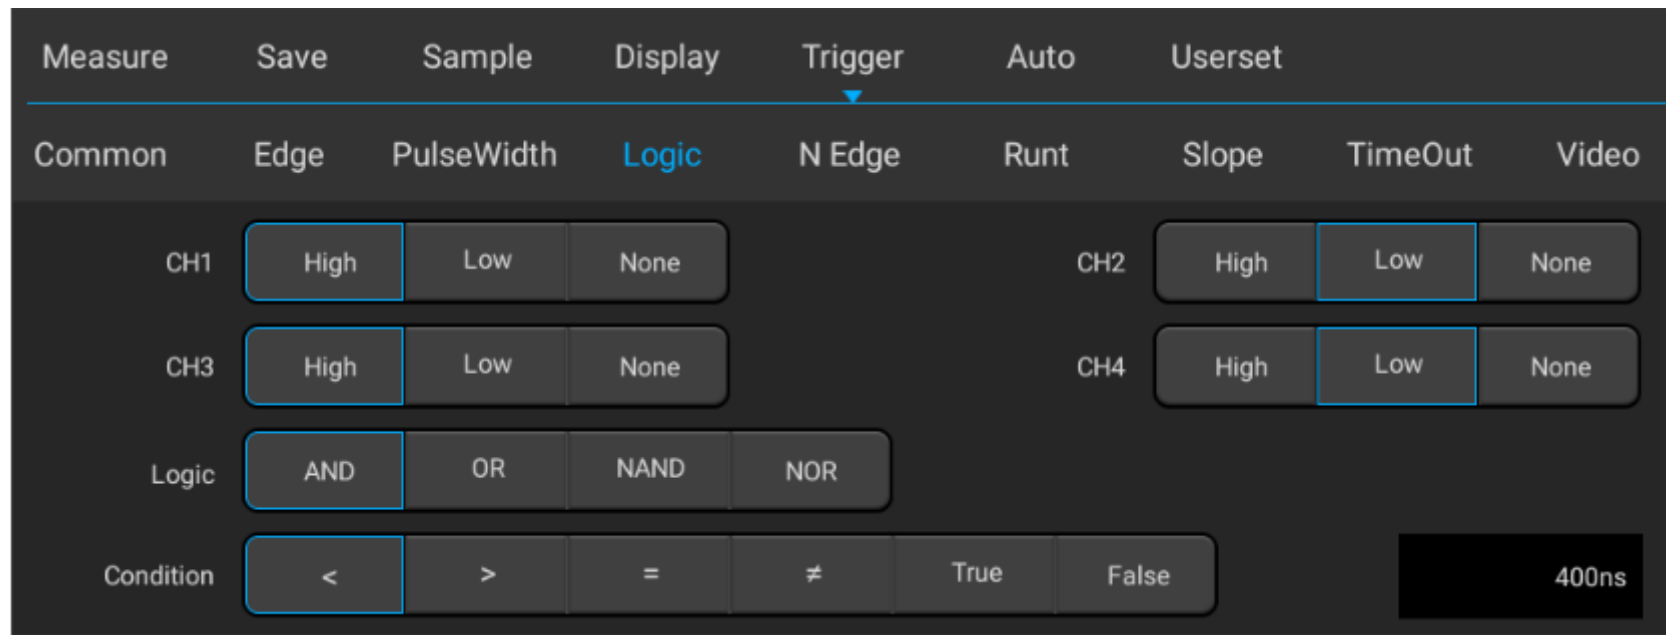 Measure Save Sample Display Trigger Auto Userset
Common Edge PulseWidth Logic N Edge Runt Slope TimeOut Video
CH1 High Low None CH2 High Low None
CH3 High Low None CH4 High Low None
Logic AND OR NAND NOR
Condition < > = ≠ True False 400ns